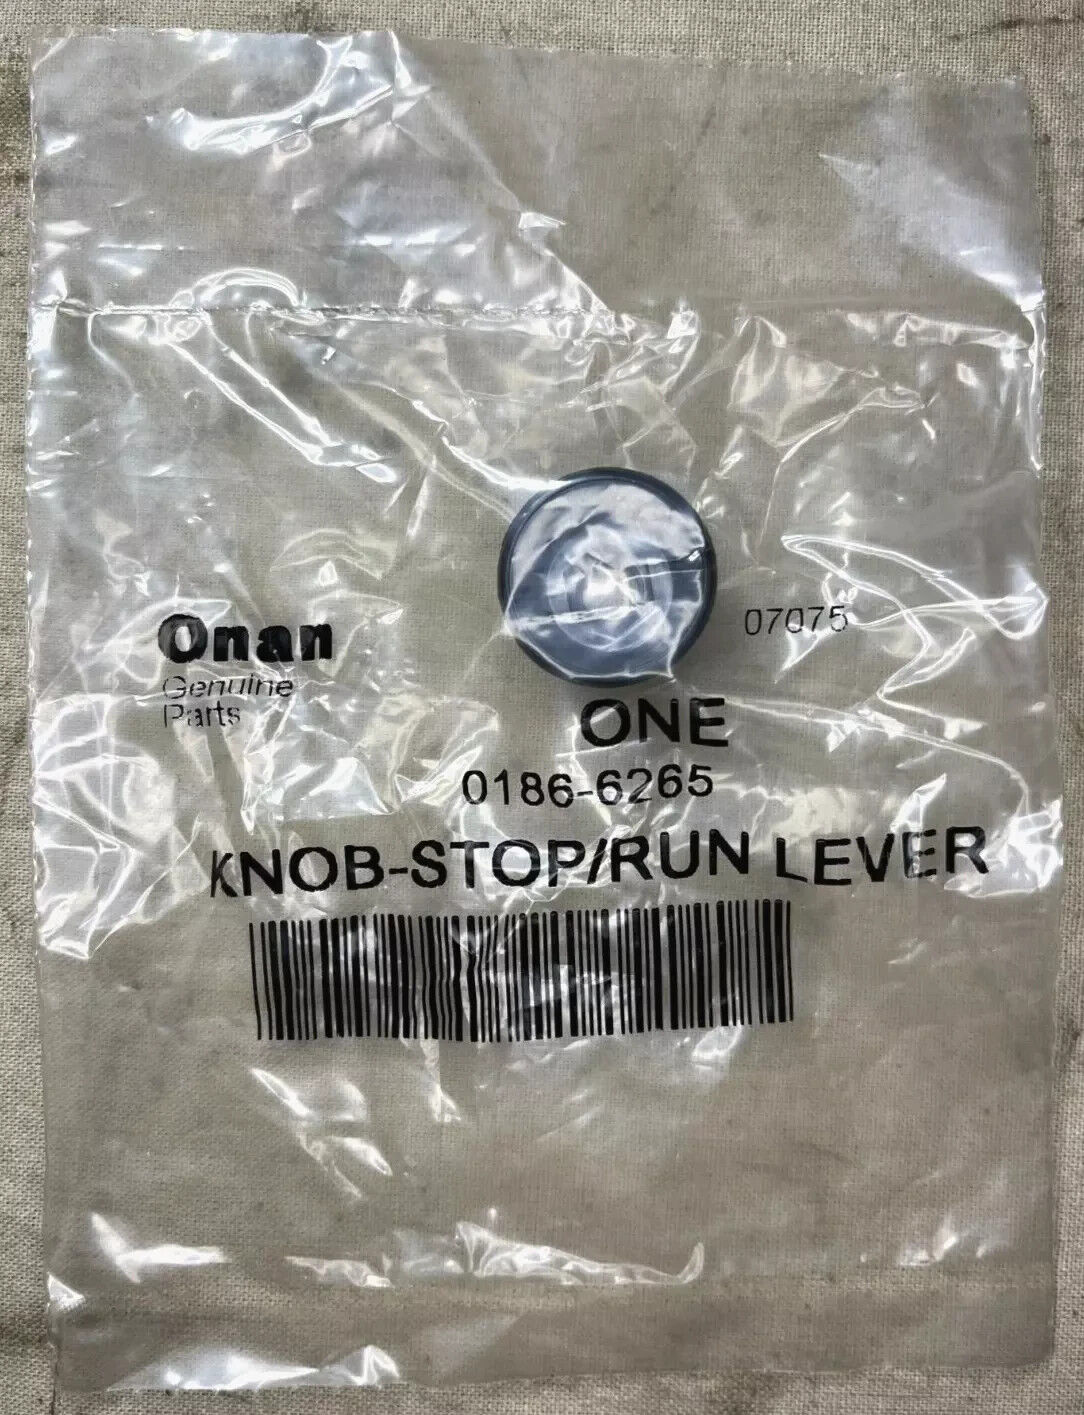 Onan
Genuine
Parts
07075
ONE
0186-6265
KNOB-STOP/RUN LEVER